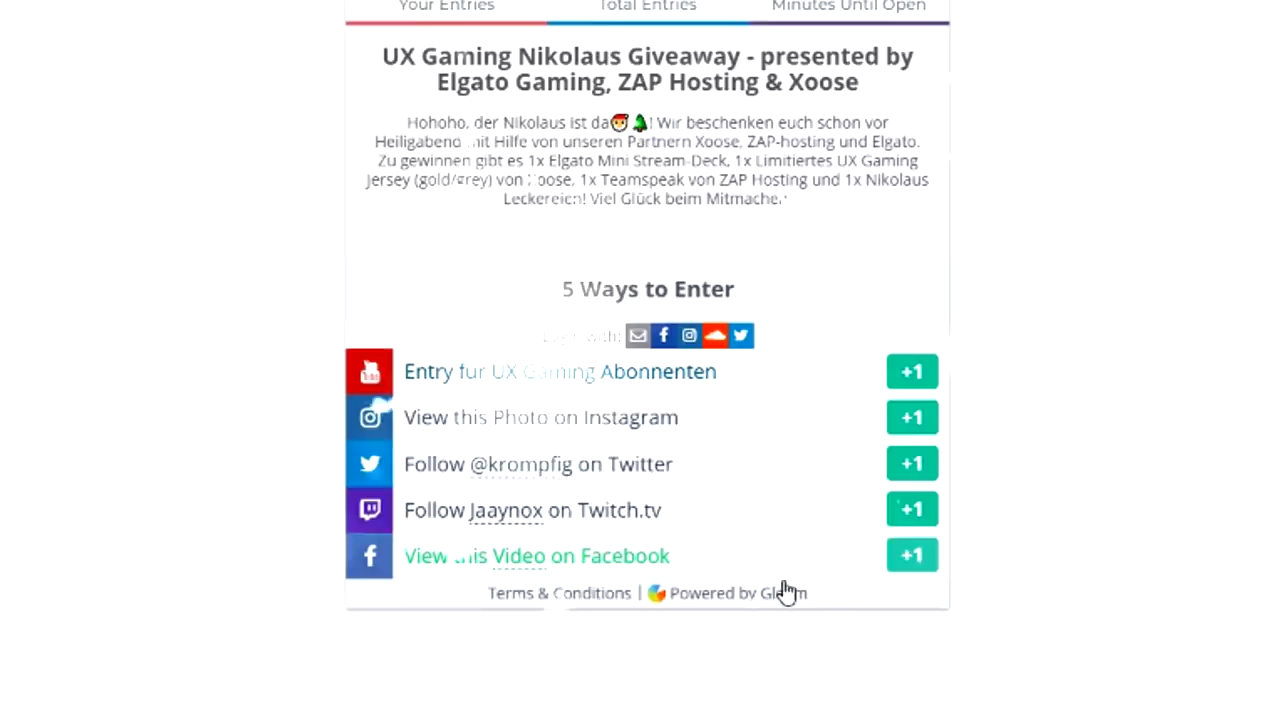 Your Entries Total Entries Minutes Until Open
UX Gaming Nikolaus Giveaway - presented by
Elgato Gaming, ZAP Hosting & Xoose
Hohoho, der Nikolaus ist da🎅🎄! Wir beschenken euch schon vor
Heiligabend mit Hilfe von unseren Partnern Xoose, ZAP-hosting und Elgato.
Zu gewinnen gibt es 1x Elgato Mini Stream-Deck, 1x Limitiertes UX Gaming
Jersey (gold/grey) von Xoose, 1x Teamspeak von ZAP Hosting und 1x Nikolaus
Leckereien! Viel Glück beim Mitmachen
5 Ways to Enter
Login with:
Entry für UX Gaming Abonnenten +1
View this Photo on Instagram +1
Follow @krompfig on Twitter +1
Follow Jaaynox on Twitch.tv +1
View this Video on Facebook +1
Terms & Conditions | Powered by Gleam